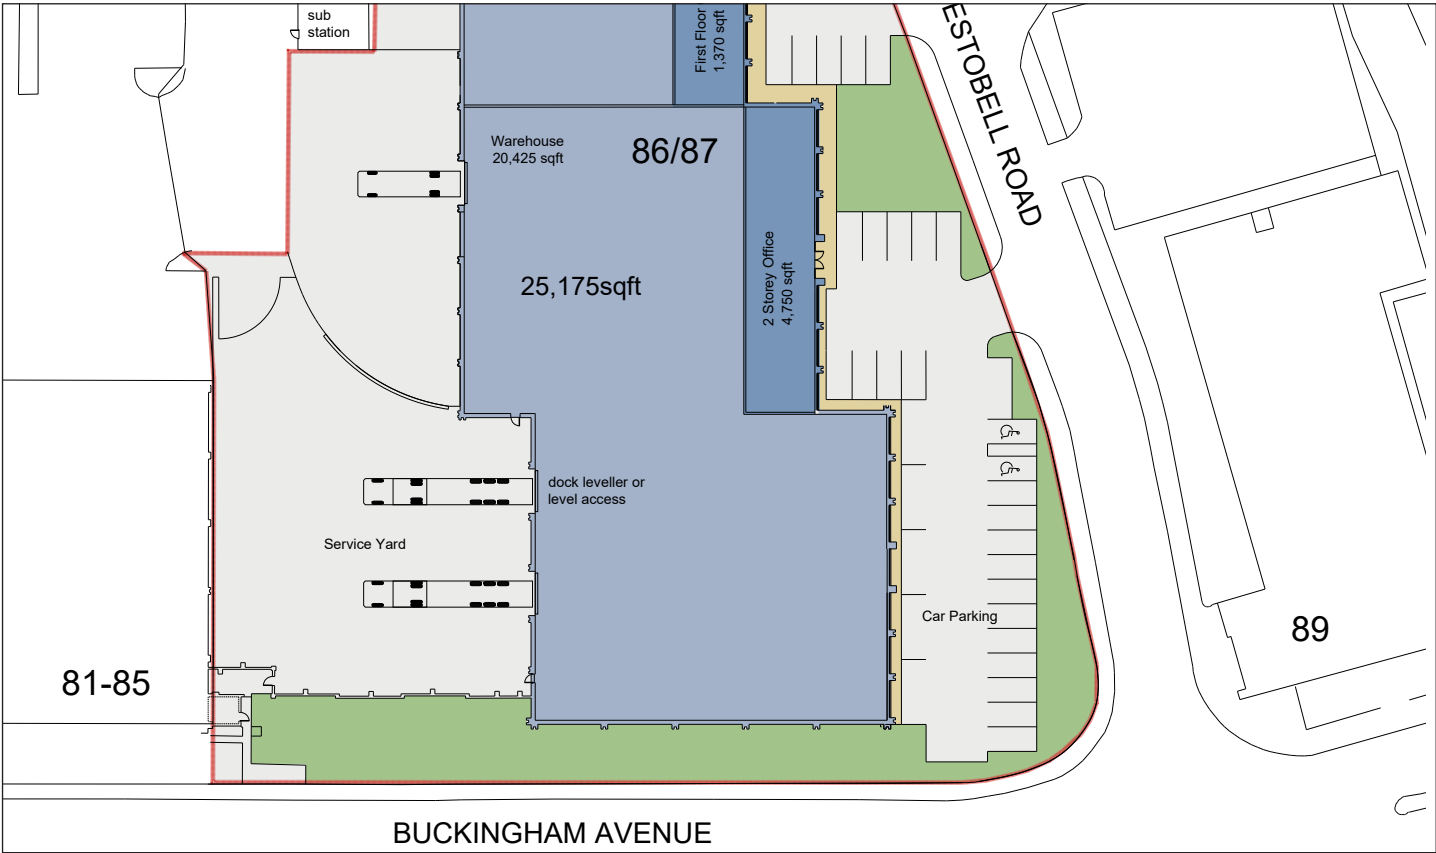 sub
station
First Floor
1,370 sqft
ESTOBELL ROAD
Warehouse
20,425 sqft
86/87
25,175sqft
2 Storey Office
4,750 sqft
dock leveller or
level access
Service Yard
Car Parking
81-85
89
BUCKINGHAM AVENUE